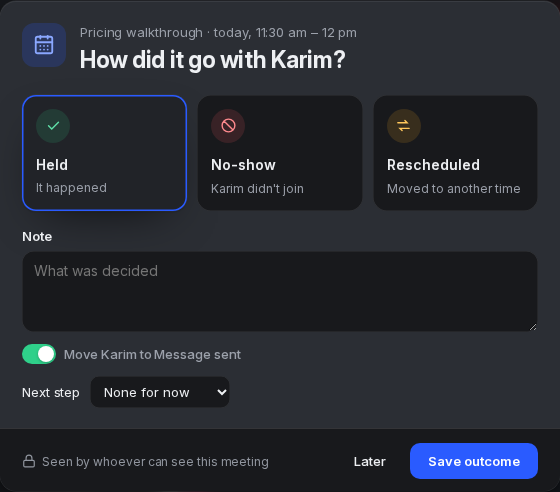 Pricing walkthrough · today, 11:30 am – 12 pm
How did it go with Karim?
Held
It happened
No-show
Karim didn't join
Rescheduled
Moved to another time
Note
What was decided
Move Karim to Message sent
Next step
None for now
Seen by whoever can see this meeting
Later
Save outcome